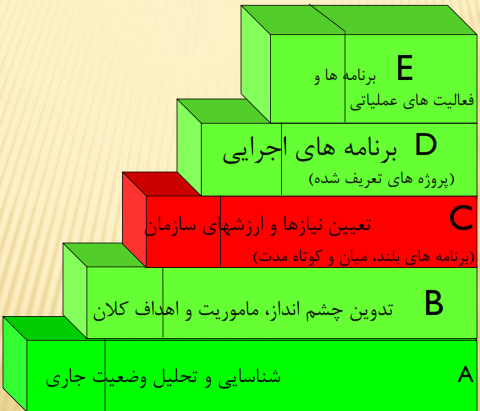 E برنامه ها و
فعالیت های عملیاتی
D برنامه های اجرایی
(پروژه های تعریف شده)
C تعیین نیازها و ارزشهای سازمان
(برنامه های بلند، میان و کوتاه مدت)
B تدوین چشم انداز، ماموریت و اهداف کلان
A شناسایی و تحلیل وضعیت جاری